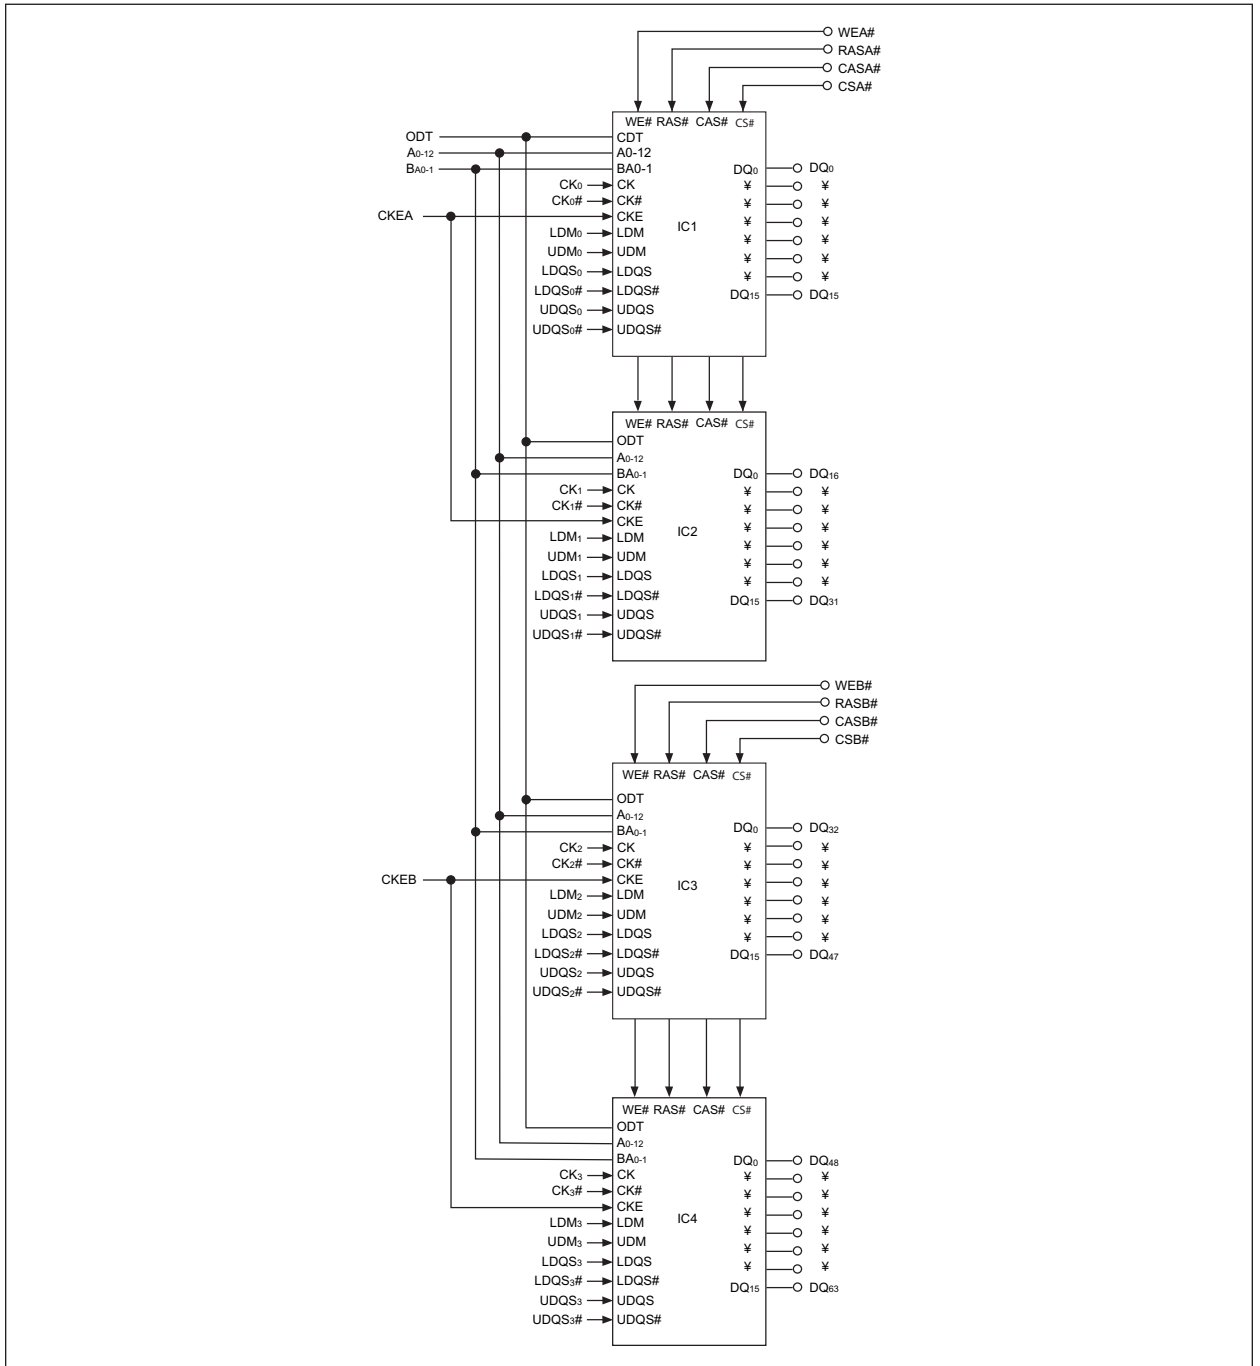 WEA#
RASA#
CASA#
CSA#
WE# RAS# CAS# CS#
ODT CDT
A0-12 A0-12
BA0-1 BA0-1 DQ0 DQ0
CK0 CK ¥ ¥
CK0# CK# ¥ ¥
CKEA CKE ¥ ¥
IC1
LDM0 LDM ¥ ¥
UDM0 UDM ¥ ¥
LDQS0 LDQS ¥ ¥
LDQS0# LDQS# DQ15 DQ15
UDQS0 UDQS
UDQS0# UDQS#
WE# RAS# CAS# CS#
ODT
A0-12
BA0-1 DQ0 DQ16
CK1 CK ¥ ¥
CK1# CK# ¥ ¥
CKE ¥ ¥
IC2
LDM1 LDM ¥ ¥
UDM1 UDM ¥ ¥
LDQS1 LDQS ¥ ¥
LDQS1# LDQS# DQ15 DQ31
UDQS1 UDQS
UDQS1# UDQS#
WEB#
RASB#
CASB#
CSB#
WE# RAS# CAS# CS#
ODT
A0-12
BA0-1 DQ0 DQ32
CK2 CK ¥ ¥
CK2# CK# ¥ ¥
CKEB CKE ¥ ¥
IC3
LDM2 LDM ¥ ¥
UDM2 UDM ¥ ¥
LDQS2 LDQS ¥ ¥
LDQS2# LDQS# DQ15 DQ47
UDQS2 UDQS
UDQS2# UDQS#
WE# RAS# CAS# CS#
ODT
A0-12
BA0-1 DQ0 DQ48
CK3 CK ¥ ¥
CK3# CK# ¥ ¥
CKE ¥ ¥
IC4
LDM3 LDM ¥ ¥
UDM3 UDM ¥ ¥
LDQS3 LDQS ¥ ¥
LDQS3# LDQS# DQ15 DQ63
UDQS3 UDQS
UDQS3# UDQS#